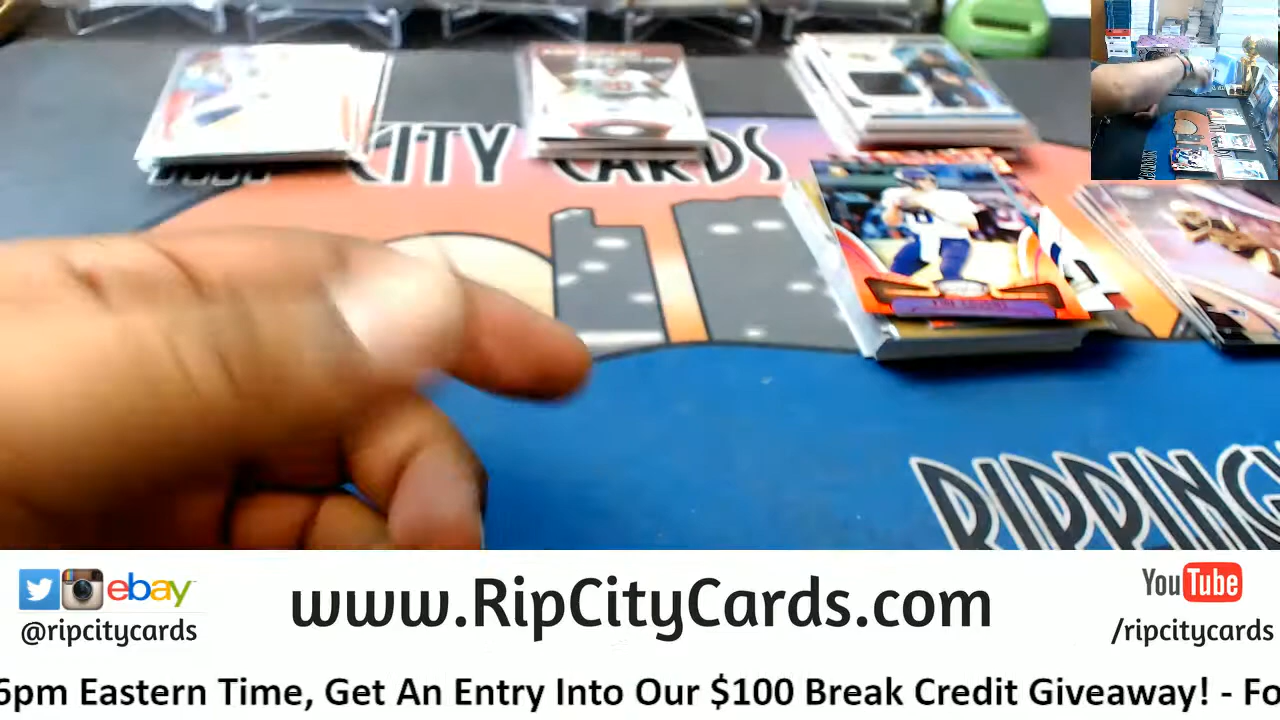 CITY CARDS
RIPPING
ebay
@ripcitycards
www.RipCityCards.com
YouTube
/ripcitycards
6pm Eastern Time, Get An Entry Into Our $100 Break Credit Giveaway! - Fo